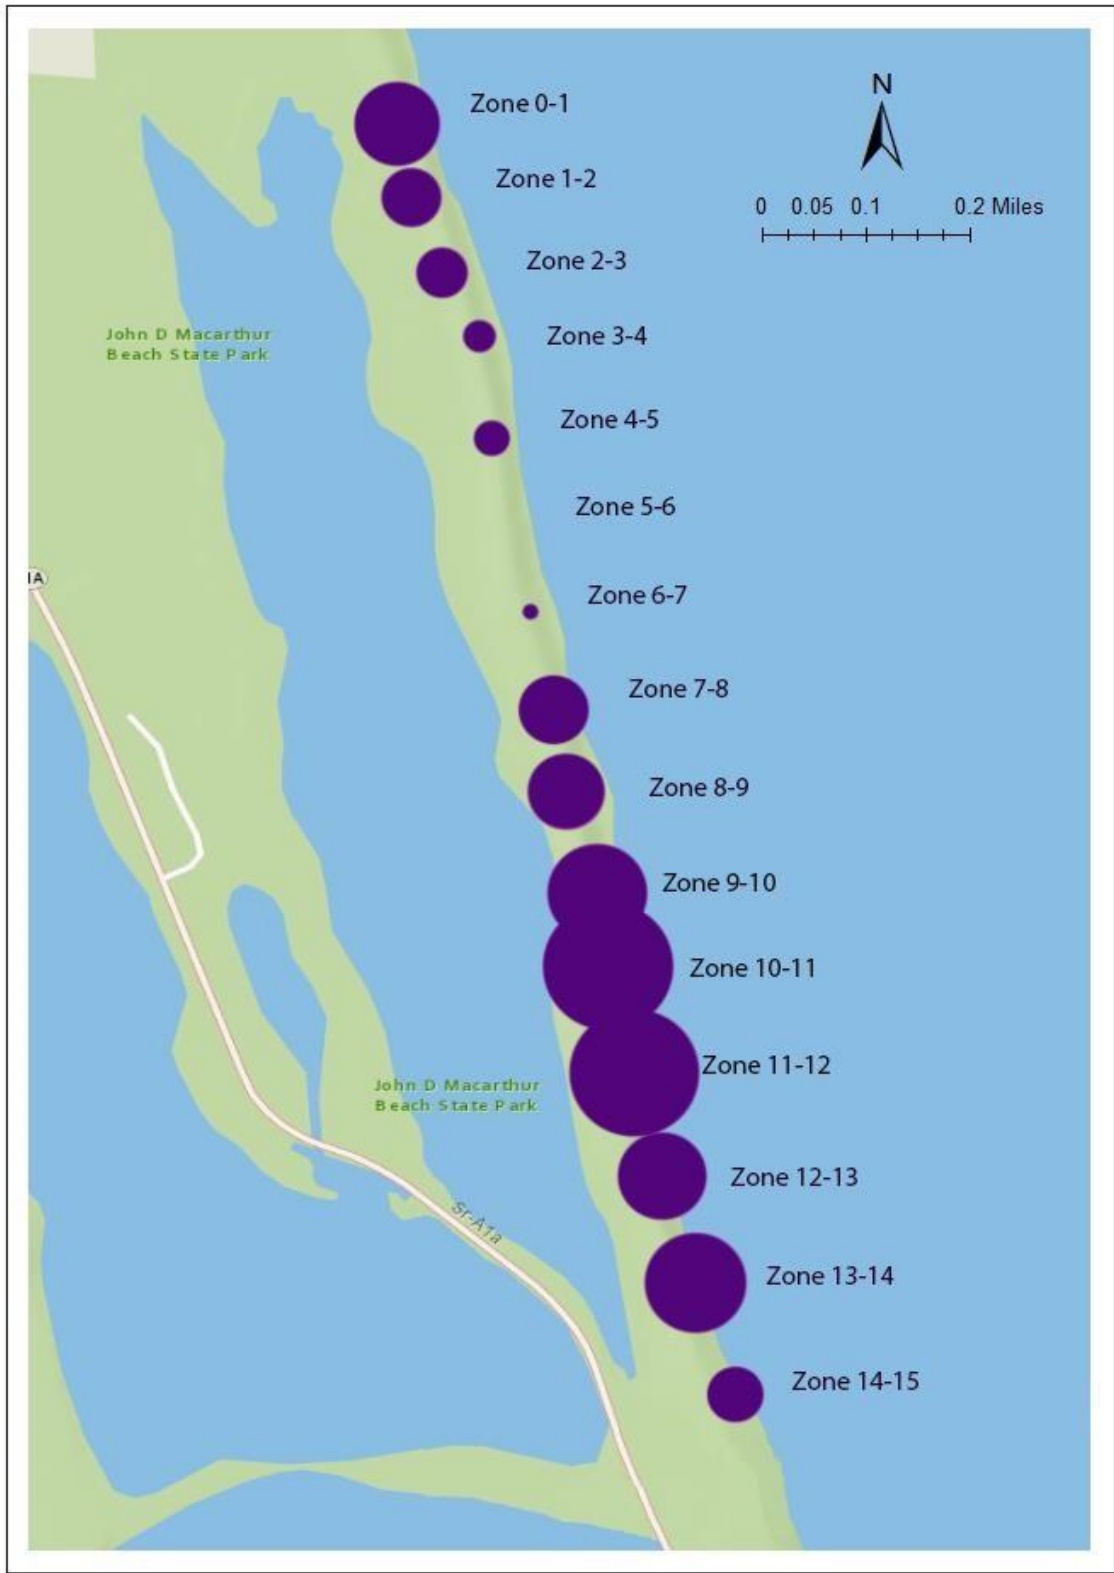 N
0 0.05 0.1 0.2 Miles
Zone 0-1
Zone 1-2
Zone 2-3
John D Macarthur
Beach State Park
Zone 3-4
Zone 4-5
Zone 5-6
1A
Zone 6-7
Zone 7-8
Zone 8-9
Zone 9-10
Zone 10-11
Zone 11-12
John D Macarthur
Beach State Park
Zone 12-13
Sr-A1a
Zone 13-14
Zone 14-15